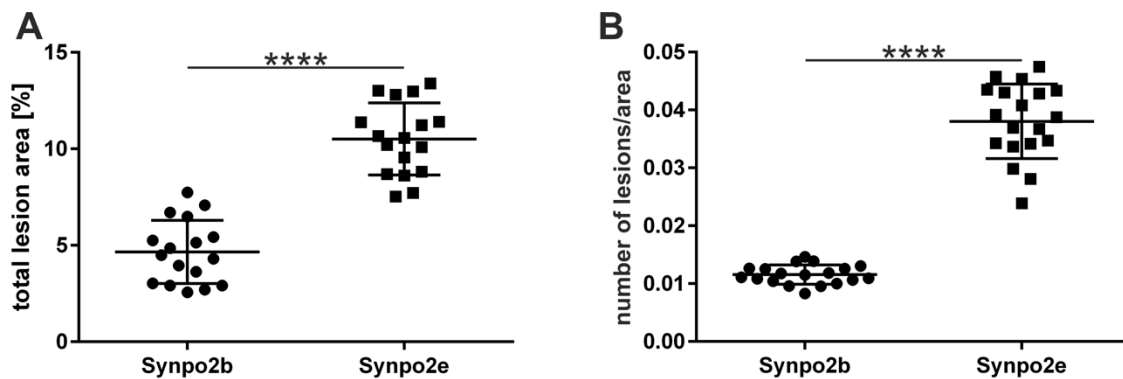 A
total lesion area [%]
15
10
5
0
****
Synpo2b
Synpo2e
B
number of lesions/area
0.05
0.04
0.03
0.02
0.01
0.00
****
Synpo2b
Synpo2e